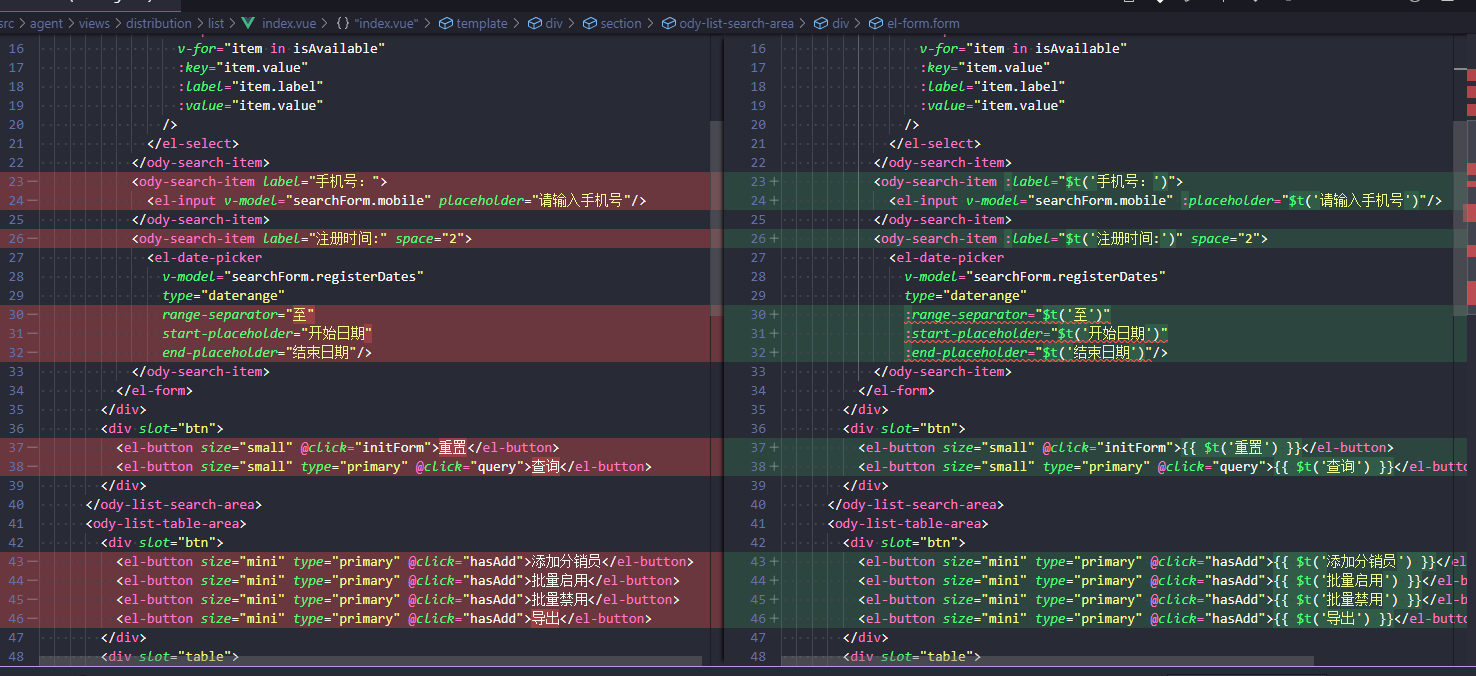 src > agent > views > distribution > list > index.vue > {} "index.vue" > template > div > section > ody-list-search-area > div > el-form.form
16 v-for="item in isAvailable"
17 :key="item.value"
18 :label="item.label"
19 :value="item.value"
20 />
21 </el-select>
22 </ody-search-item>
23 — <ody-search-item label="手机号：">
24 — <el-input v-model="searchForm.mobile" placeholder="请输入手机号"/>
25 </ody-search-item>
26 — <ody-search-item label="注册时间:" space="2">
27 <el-date-picker
28 v-model="searchForm.registerDates"
29 type="daterange"
30 — range-separator="至"
31 — start-placeholder="开始日期"
32 — end-placeholder="结束日期"/>
33 </ody-search-item>
34 </el-form>
35 </div>
36 <div slot="btn">
37 — <el-button size="small" @click="initForm">重置</el-button>
38 — <el-button size="small" type="primary" @click="query">查询</el-button>
39 </div>
40 </ody-list-search-area>
41 <ody-list-table-area>
42 <div slot="btn">
43 — <el-button size="mini" type="primary" @click="hasAdd">添加分销员</el-button>
44 — <el-button size="mini" type="primary" @click="hasAdd">批量启用</el-button>
45 — <el-button size="mini" type="primary" @click="hasAdd">批量禁用</el-button>
46 — <el-button size="mini" type="primary" @click="hasAdd">导出</el-button>
47 </div>
48 <div slot="table">
16 v-for="item in isAvailable"
17 :key="item.value"
18 :label="item.label"
19 :value="item.value"
20 />
21 </el-select>
22 </ody-search-item>
23 + <ody-search-item :label="$t('手机号：')">
24 + <el-input v-model="searchForm.mobile" :placeholder="$t('请输入手机号')"/>
25 </ody-search-item>
26 + <ody-search-item :label="$t('注册时间:')" space="2">
27 <el-date-picker
28 v-model="searchForm.registerDates"
29 type="daterange"
30 + :range-separator="$t('至')"
31 + :start-placeholder="$t('开始日期')"
32 + :end-placeholder="$t('结束日期')"/>
33 </ody-search-item>
34 </el-form>
35 </div>
36 <div slot="btn">
37 + <el-button size="small" @click="initForm">{{ $t('重置') }}</el-button>
38 + <el-button size="small" type="primary" @click="query">{{ $t('查询') }}</el-butto
39 </div>
40 </ody-list-search-area>
41 <ody-list-table-area>
42 <div slot="btn">
43 + <el-button size="mini" type="primary" @click="hasAdd">{{ $t('添加分销员') }}</el
44 + <el-button size="mini" type="primary" @click="hasAdd">{{ $t('批量启用') }}</el-b
45 + <el-button size="mini" type="primary" @click="hasAdd">{{ $t('批量禁用') }}</el-b
46 + <el-button size="mini" type="primary" @click="hasAdd">{{ $t('导出') }}</el-butto
47 </div>
48 <div slot="table">